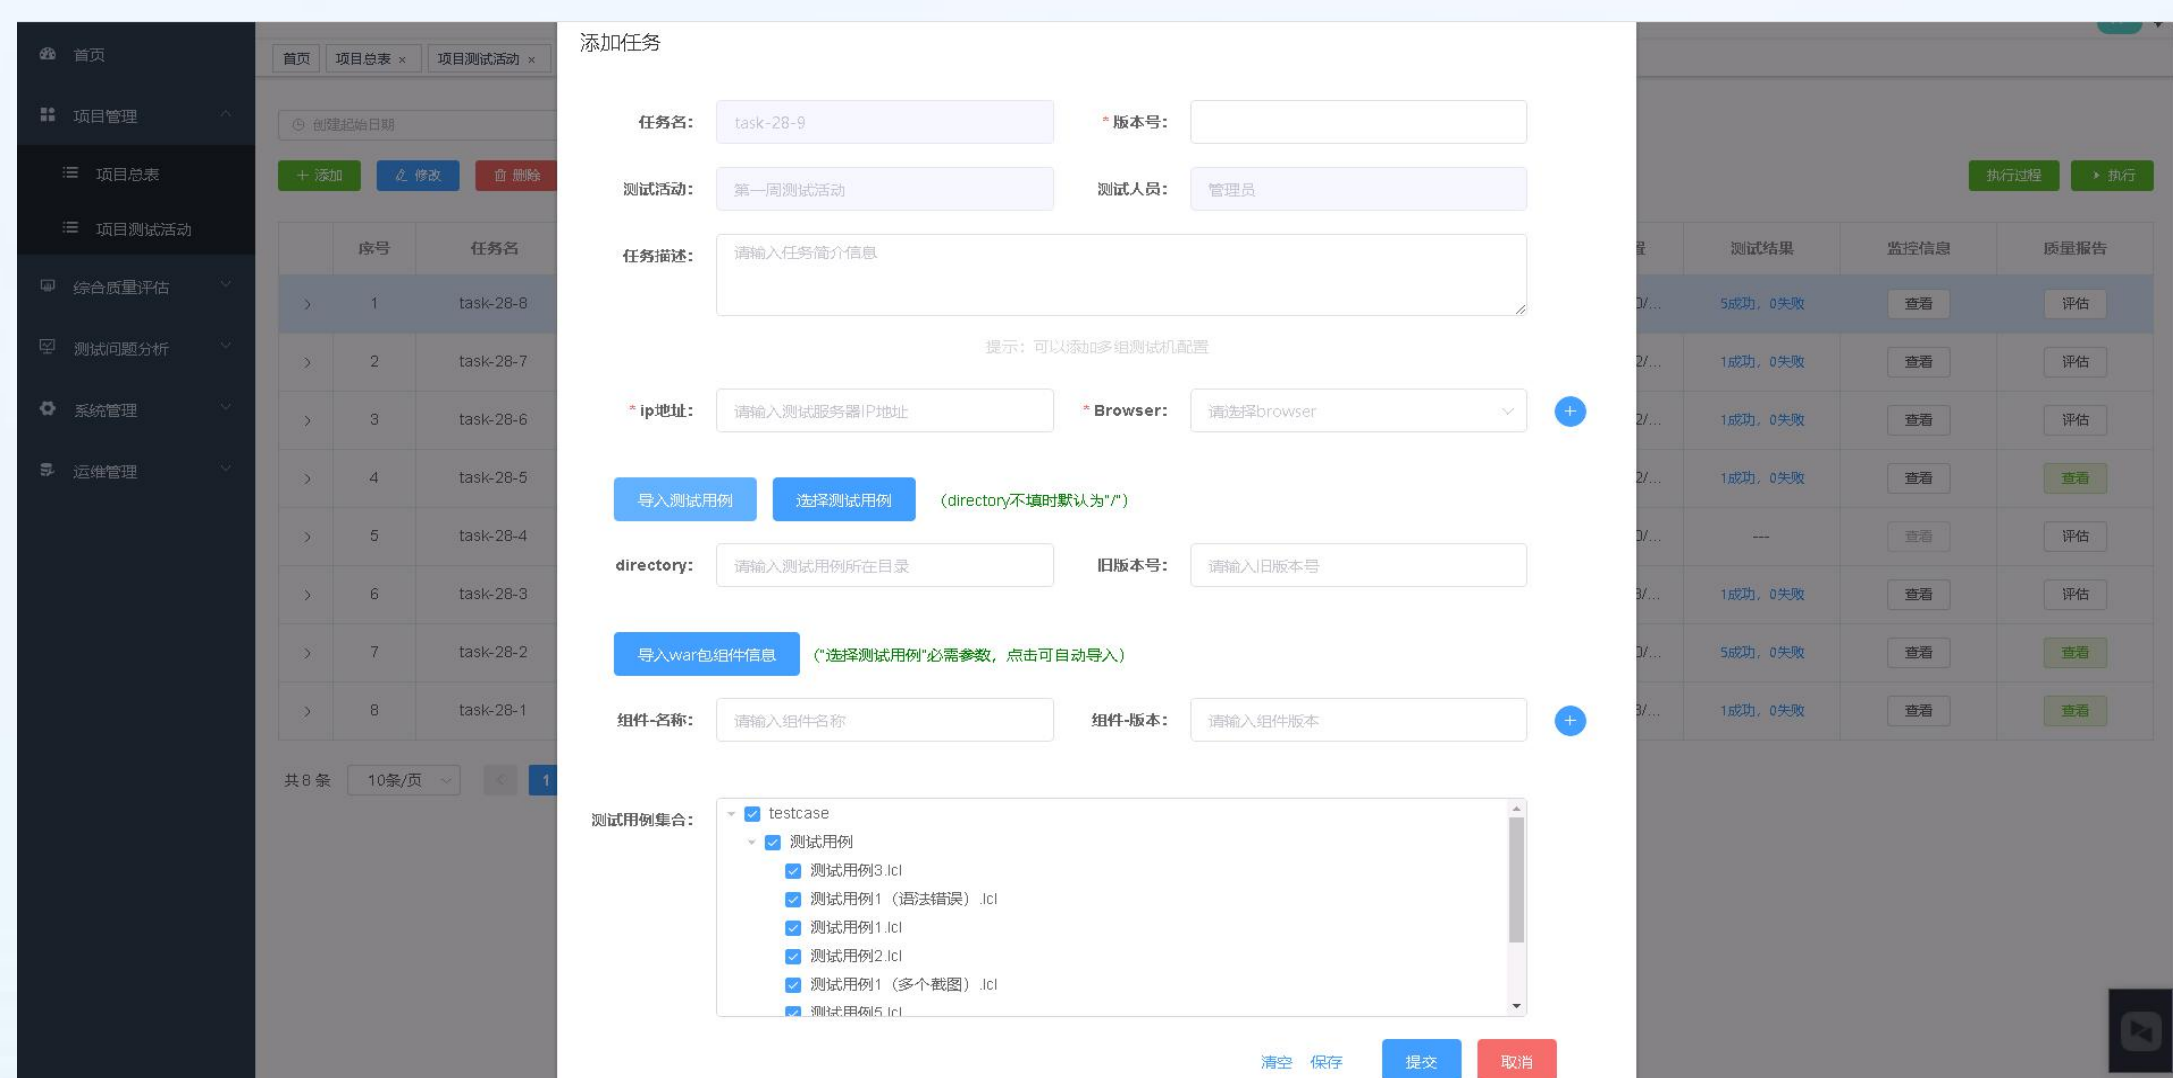 首页
项目管理
项目总表
项目测试活动
综合质量评估
测试问题分析
系统管理
运维管理
首页 项目总表 × 项目测试活动 ×
创建起始日期
+ 添加 修改 删除
执行过程 执行
序号 任务名 测试结果 监控信息 质量报告
1 task-28-8 5成功，0失败 查看 评估
2 task-28-7 1成功，0失败 查看 评估
3 task-28-6 1成功，0失败 查看 评估
4 task-28-5 1成功，0失败 查看 查看
5 task-28-4 --- 查看 评估
6 task-28-3 1成功，0失败 查看 评估
7 task-28-2 5成功，0失败 查看 查看
8 task-28-1 1成功，0失败 查看 查看
共8条 10条/页 1
添加任务
任务名： task-28-9 * 版本号：
测试活动： 第一周测试活动 测试人员： 管理员
任务描述： 请输入任务简介信息
提示：可以添加多组测试机配置
* ip地址： 请输入测试服务器IP地址 * Browser： 请选择browser
导入测试用例 选择测试用例 （directory不填时默认为"/"）
directory： 请输入测试用例所在目录 旧版本号： 请输入旧版本号
导入war包组件信息 （"选择测试用例"必需参数，点击可自动导入）
组件-名称： 请输入组件名称 组件-版本： 请输入组件版本
测试用例集合： testcase
测试用例
测试用例3.lcl
测试用例1（语法错误）.lcl
测试用例1.lcl
测试用例2.lcl
测试用例1（多个截图）.lcl
测试用例5.lcl
清空 保存 提交 取消